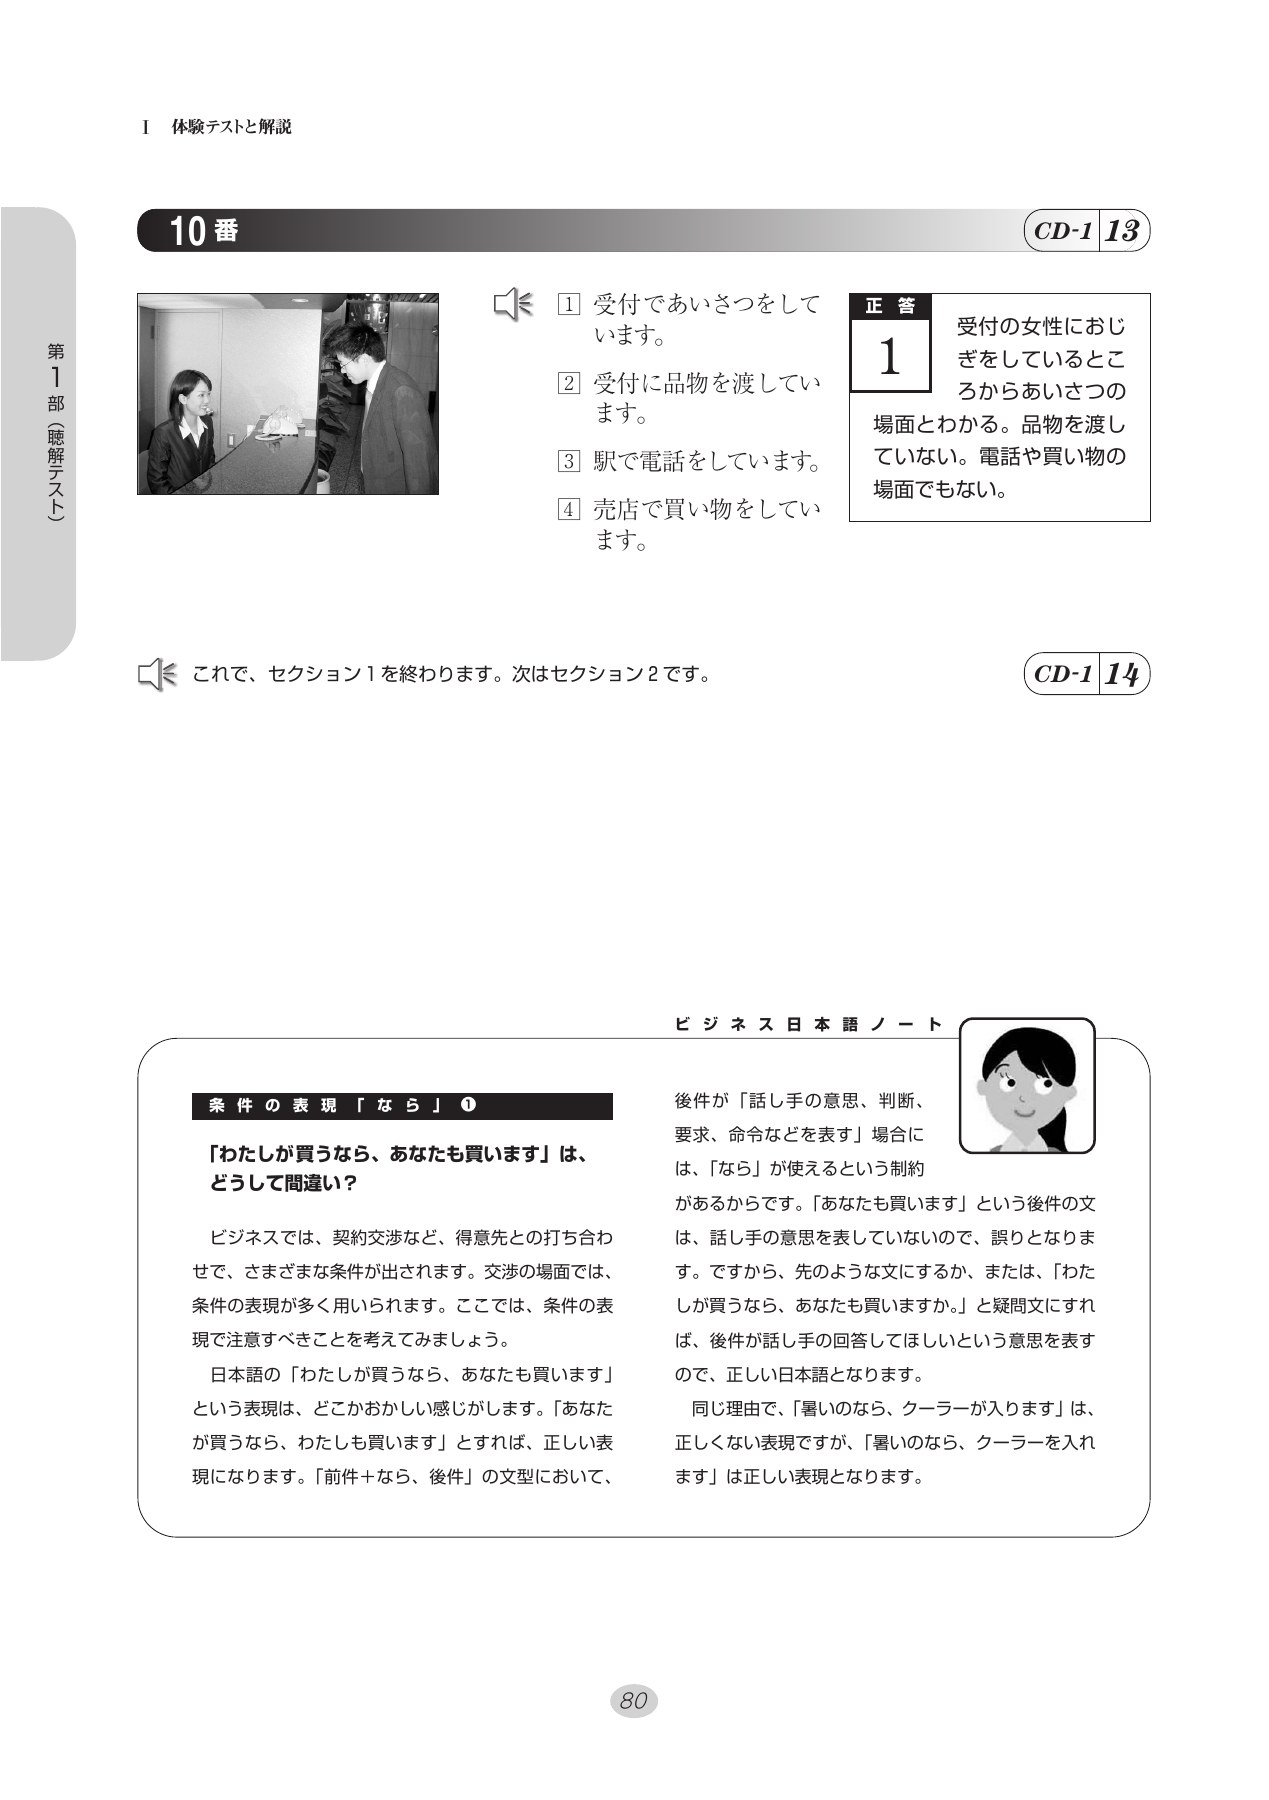 Ⅰ 体験テストと解説
第1部（聴解テスト）
10番
CD-1 13
1 受付であいさつをして
います。
2 受付に品物を渡してい
ます。
3 駅で電話をしています。
4 売店で買い物をしてい
ます。
正答
1
受付の女性におじ
ぎをしているとこ
ろからあいさつの
場面とわかる。品物を渡し
ていない。電話や買い物の
場面でもない。
これで、セクション1を終わります。次はセクション2です。
CD-1 14
ビジネス日本語ノート
条件の表現「なら」❶
「わたしが買うなら、あなたも買います」は、
どうして間違い？
ビジネスでは、契約交渉など、得意先との打ち合わ
せで、さまざまな条件が出されます。交渉の場面では、
条件の表現が多く用いられます。ここでは、条件の表
現で注意すべきことを考えてみましょう。
日本語の「わたしが買うなら、あなたも買います」
という表現は、どこかおかしい感じがします。「あなた
が買うなら、わたしも買います」とすれば、正しい表
現になります。「前件＋なら、後件」の文型において、
後件が「話し手の意思、判断、
要求、命令などを表す」場合に
は、「なら」が使えるという制約
があるからです。「あなたも買います」という後件の文
は、話し手の意思を表していないので、誤りとなりま
す。ですから、先のような文にするか、または、「わた
しが買うなら、あなたも買いますか。」と疑問文にすれ
ば、後件が話し手の回答してほしいという意思を表す
ので、正しい日本語となります。
同じ理由で、「暑いのなら、クーラーが入ります」は、
正しくない表現ですが、「暑いのなら、クーラーを入れ
ます」は正しい表現となります。
80